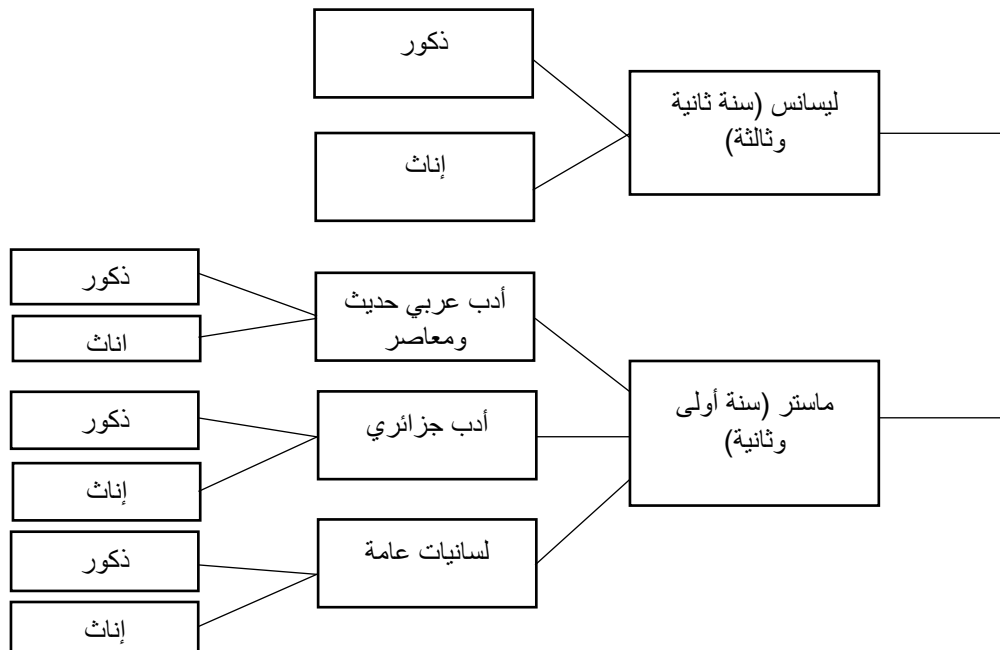 ذكور
ليسانس (سنة ثانية
وثالثة)
إناث
أدب عربي حديث
ومعاصر
ذكور
اناث
ماستر (سنة أولى
وثانية)
أدب جزائري
ذكور
إناث
لسانيات عامة
ذكور
إناث